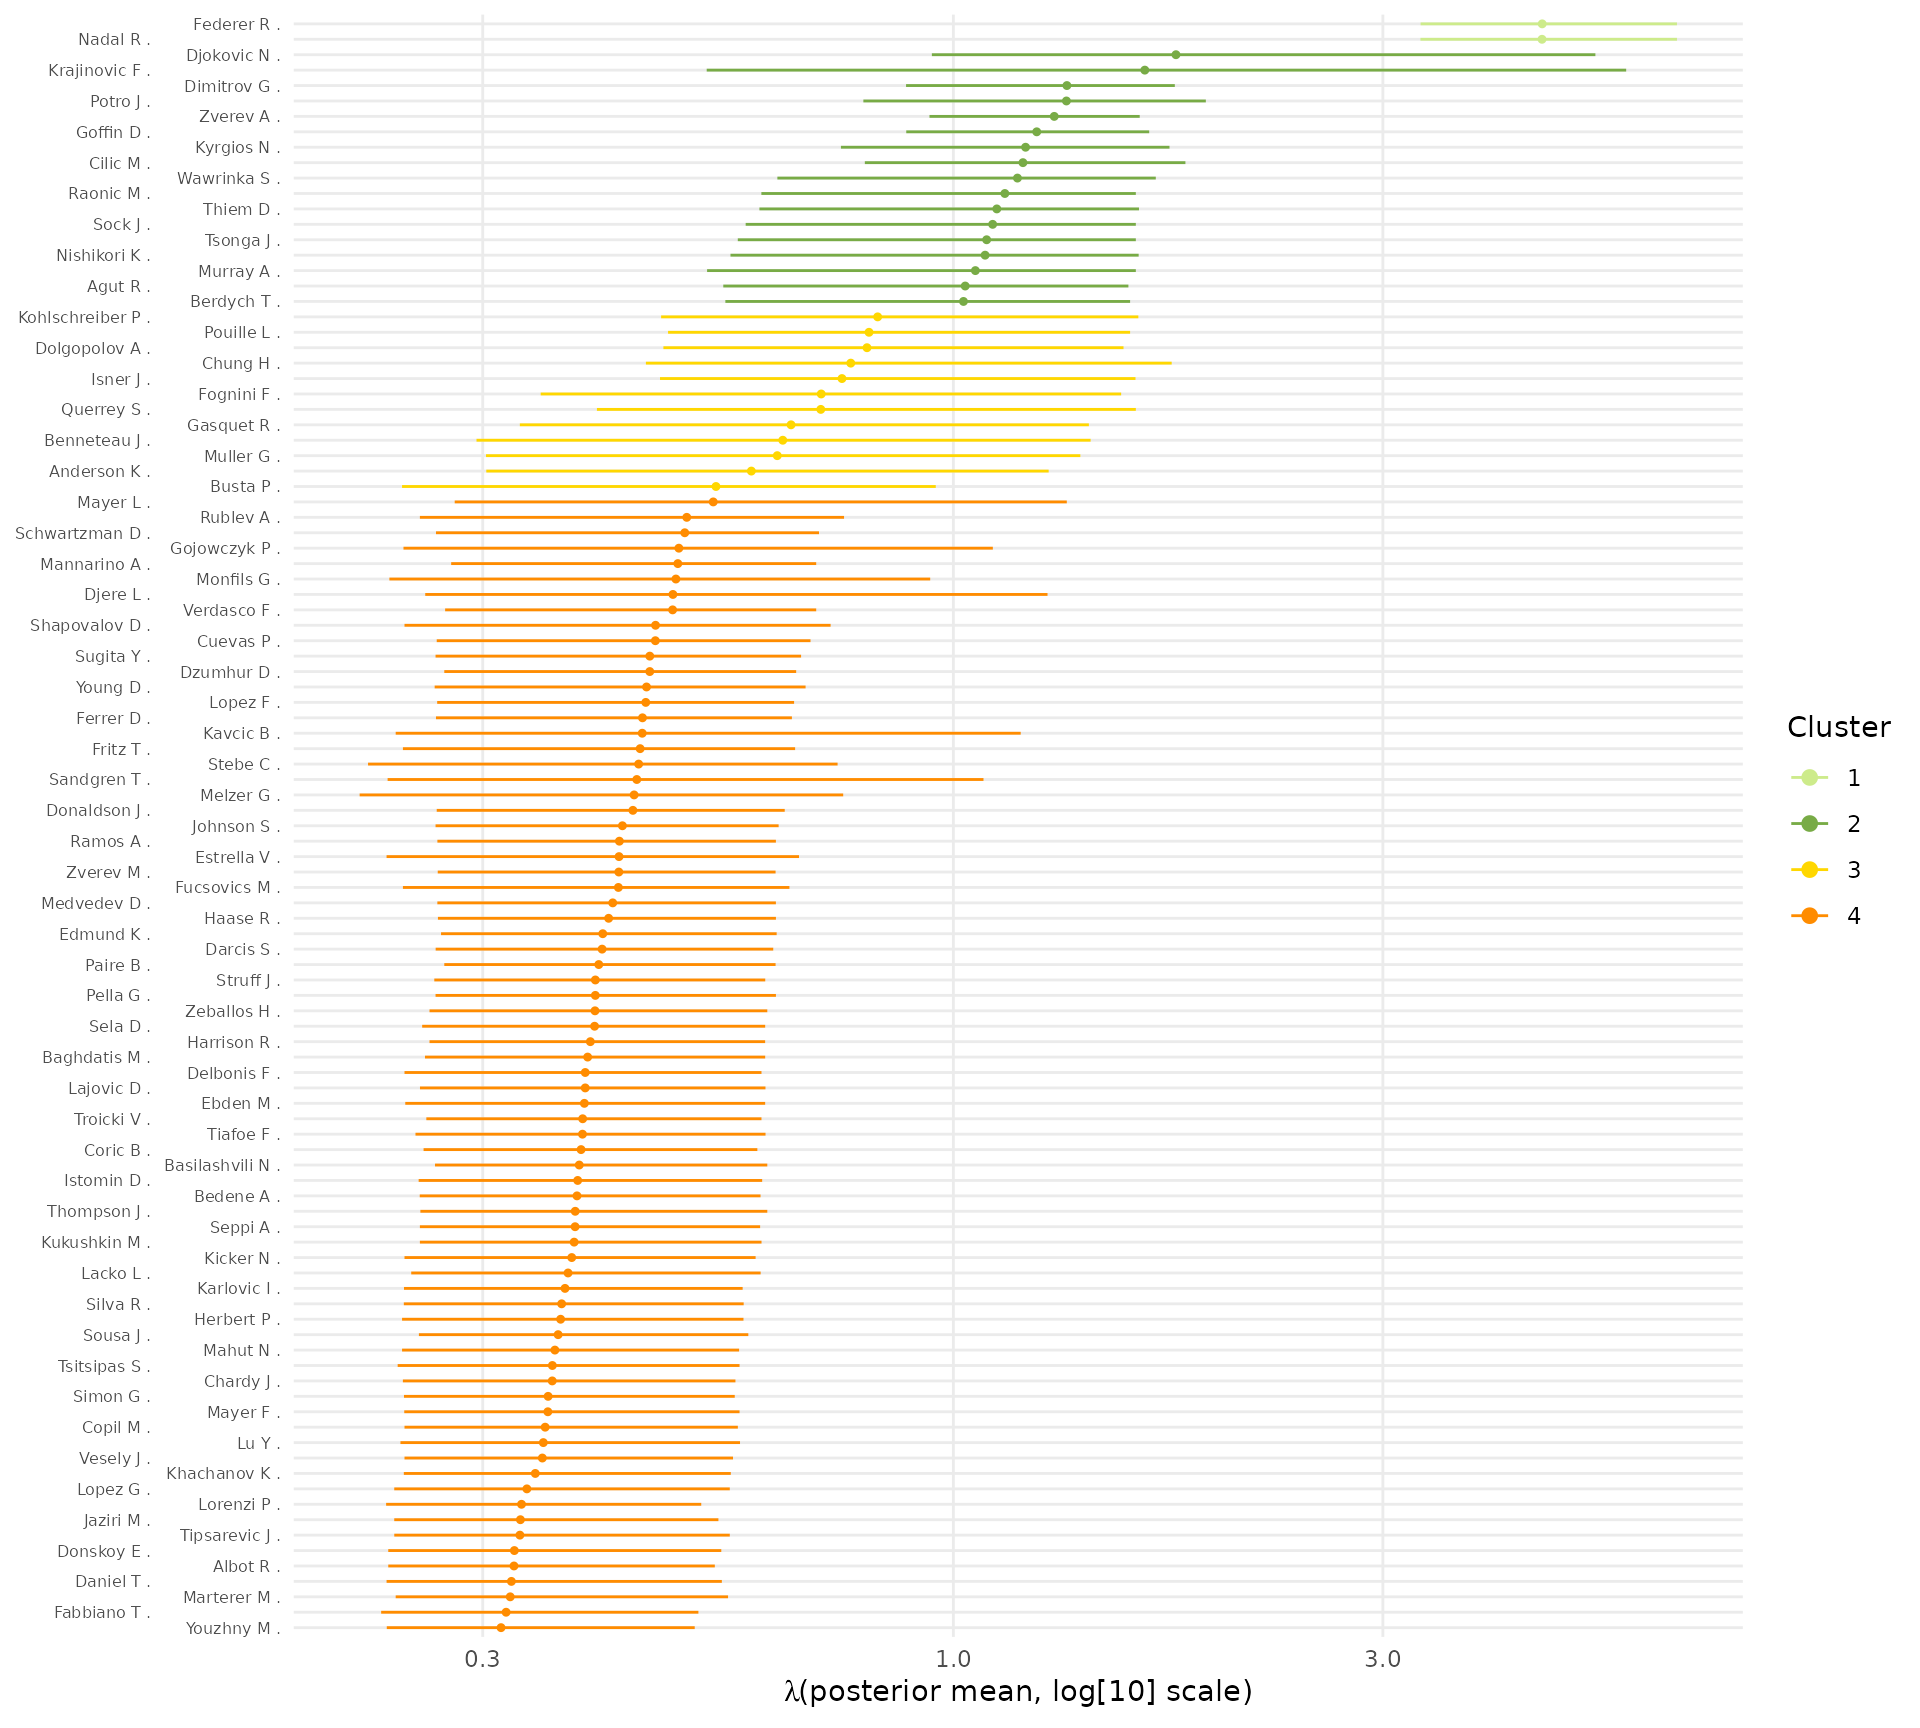 Federer R .
Nadal R .
Djokovic N .
Krajinovic F .
Dimitrov G .
Potro J .
Zverev A .
Goffin D .
Kyrgios N .
Cilic M .
Wawrinka S .
Raonic M .
Thiem D .
Sock J .
Tsonga J .
Nishikori K .
Murray A .
Agut R .
Berdych T .
Kohlschreiber P .
Pouille L .
Dolgopolov A .
Chung H .
Isner J .
Fognini F .
Querrey S .
Gasquet R .
Benneteau J .
Muller G .
Anderson K .
Busta P .
Mayer L .
Rublev A .
Schwartzman D .
Gojowczyk P .
Mannarino A .
Monfils G .
Djere L .
Verdasco F .
Shapovalov D .
Cuevas P .
Sugita Y .
Dzumhur D .
Young D .
Lopez F .
Ferrer D .
Kavcic B .
Fritz T .
Stebe C .
Sandgren T .
Melzer G .
Donaldson J .
Johnson S .
Ramos A .
Estrella V .
Zverev M .
Fucsovics M .
Medvedev D .
Haase R .
Edmund K .
Darcis S .
Paire B .
Struff J .
Pella G .
Zeballos H .
Sela D .
Harrison R .
Baghdatis M .
Delbonis F .
Lajovic D .
Ebden M .
Troicki V .
Tiafoe F .
Coric B .
Basilashvili N .
Istomin D .
Bedene A .
Thompson J .
Seppi A .
Kukushkin M .
Kicker N .
Lacko L .
Karlovic I .
Silva R .
Herbert P .
Sousa J .
Mahut N .
Tsitsipas S .
Chardy J .
Simon G .
Mayer F .
Copil M .
Lu Y .
Vesely J .
Khachanov K .
Lopez G .
Lorenzi P .
Jaziri M .
Tipsarevic J .
Donskoy E .
Albot R .
Daniel T .
Marterer M .
Fabbiano T .
Youzhny M .
0.3 1.0 3.0
λ(posterior mean, log[10] scale)
Cluster
1
2
3
4